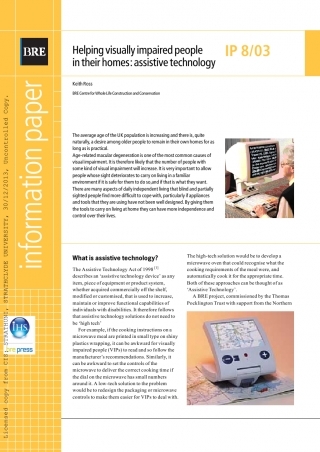 BRE
Helping visually impaired people
in their homes: assistive technology
IP 8/03
Keith Ross
BRE Centre for Whole-Life Construction and Conservation
information paper
The average age of the UK population is increasing and there is, quite
naturally, a desire among older people to remain in their own homes for as
long as is practical.
Age-related macular degeneration is one of the most common causes of
visual impairment. It is therefore likely that the number of people with
some kind of visual impairment will increase. It is very important to allow
people whose sight deteriorates to carry on living in a familiar
environment if it is safe for them to do so, and if that is what they want.
There are many aspects of daily independent living that blind and partially
sighted people find more difficult to cope with, particularly if appliances
and tools that they are using have not been well designed. By giving them
the tools to carry on living at home they can have more independence and
control over their lives.
What is assistive technology?
The Assistive Technology Act of 1998[1]
describes an 'assistive technology device' as any
item, piece of equipment or product system,
whether acquired commercially off the shelf,
modified or customised, that is used to increase,
maintain or improve functional capabilities of
individuals with disabilities. It therefore follows
that assistive technology solutions do not need to
be 'high tech'
For example, if the cooking instructions on a
microwave meal are printed in small type on shiny
plastics wrapping, it can be awkward for visually
impaired people (VIPs) to read and so follow the
manufacturer's recommendations. Similarly, it
can be awkward to set the controls of the
microwave to deliver the correct cooking time if
the dial on the microwave has small numbers
around it. A low-tech solution to the problem
would be to redesign the packaging or microwave
controls to make them easier for VIPs to deal with.
The high-tech solution would be to develop a
microwave oven that could recognise what the
cooking requirements of the meal were, and
automatically cook it for the appropriate time.
Both of these approaches can be thought of as
'Assistive Technology'.
A BRE project, commissioned by the Thomas
Pocklington Trust with support from the Northern
IHS
press
Licensed copy from CIS: STRATHUNI, STRATHCLYDE UNIVERSITY, 30/12/2013, Uncontrolled Copy.